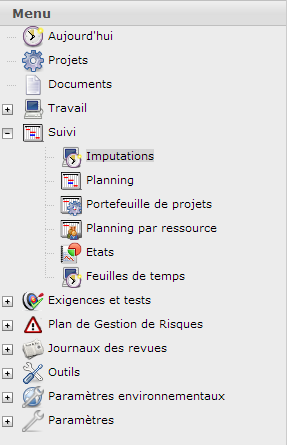 Menu
Aujourd'hui
Projets
Documents
Travail
Suivi
Imputations
Planning
Portefeuille de projets
Planning par ressource
Etats
Feuilles de temps
Exigences et tests
Plan de Gestion de Risques
Journaux des revues
Outils
Paramètres environnementaux
Paramètres